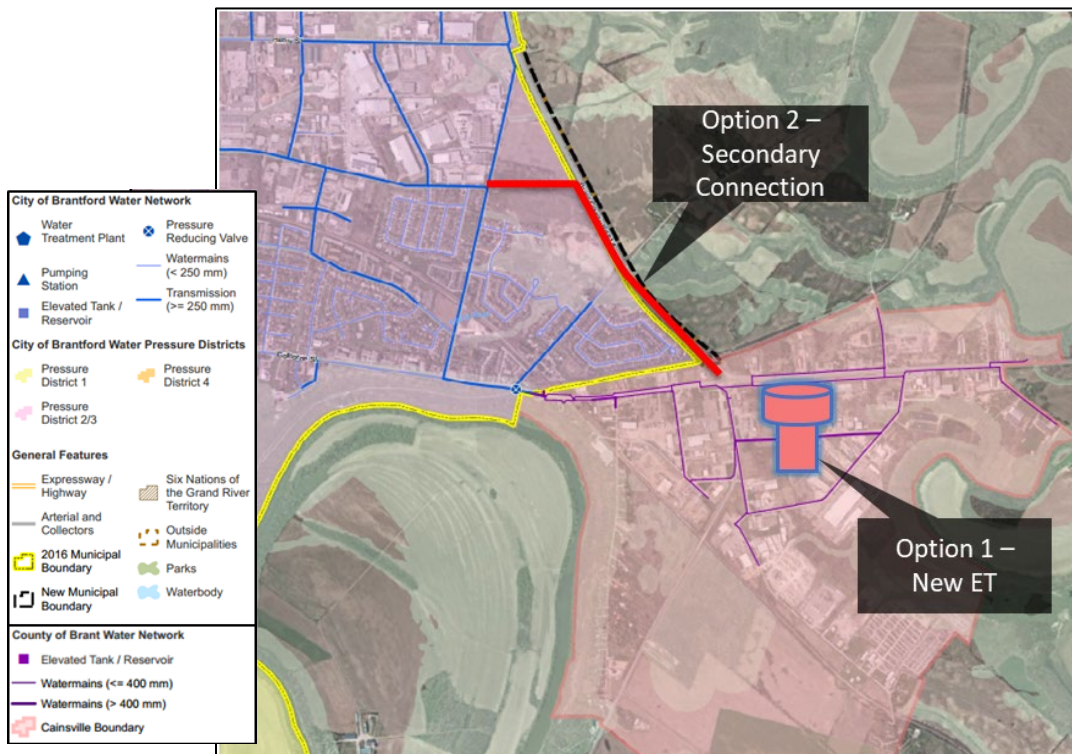 Option 2 –
Secondary
Connection
City of Brantford Water Network
Water
Treatment Plant
Pressure
Reducing Valve
Pumping
Station
Watermains
(< 250 mm)
Elevated Tank /
Reservoir
Transmission
(>= 250 mm)
City of Brantford Water Pressure Districts
Pressure
District 1
Pressure
District 4
Pressure
District 2/3
General Features
Expressway /
Highway
Six Nations of
the Grand River
Territory
Arterial and
Collectors
Outside
Municipalities
2016 Municipal
Boundary
Parks
New Municipal
Boundary
Waterbody
County of Brant Water Network
Elevated Tank / Reservoir
Watermains (<= 400 mm)
Watermains (> 400 mm)
Cainsville Boundary
Option 1 –
New ET